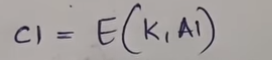 C1 = E(K, A1)